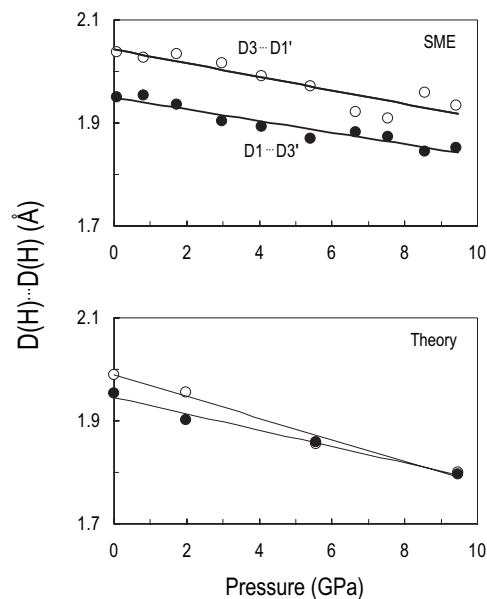 2.1
D3···D1'
SME
1.9
D1···D3'
1.7
0 2 4 6 8 10
D(H)···D(H) (Å)
2.1
Theory
1.9
1.7
0 2 4 6 8 10
Pressure (GPa)